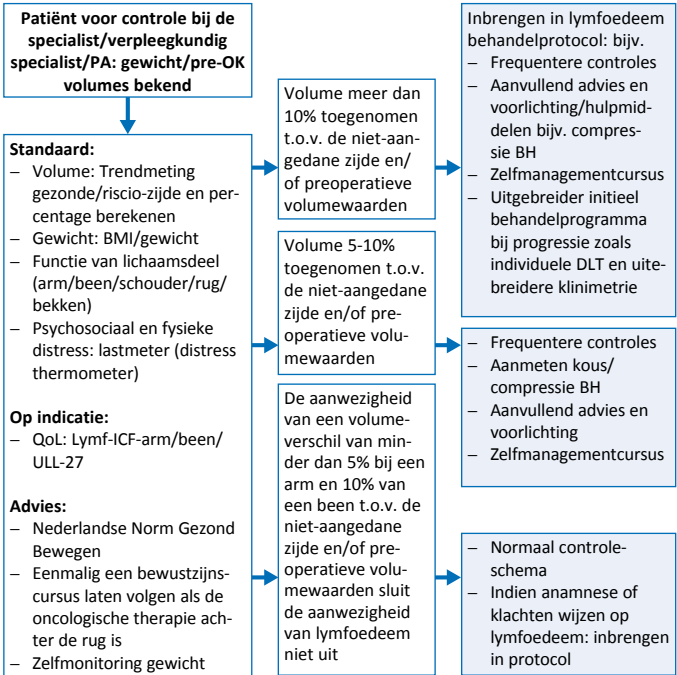 Patiënt voor controle bij de
specialist/verpleegkundig
specialist/PA: gewicht/pre-OK
volumes bekend
Standaard:
– Volume: Trendmeting
gezonde/riscio-zijde en per-
centage berekenen
– Gewicht: BMI/gewicht
– Functie van lichaamsdeel
(arm/been/schouder/rug/
bekken)
– Psychosociaal en fysieke
distress: lastmeter (distress
thermometer)
Op indicatie:
– QoL: Lymf-ICF-arm/been/
ULL-27
Advies:
– Nederlandse Norm Gezond
Bewegen
– Eenmalig een bewustzijns-
cursus laten volgen als de
oncologische therapie ach-
ter de rug is
– Zelfmonitoring gewicht
Volume meer dan
10% toegenomen
t.o.v. de niet-aan-
gedane zijde en/
of preoperatieve
volumewaarden
Volume 5-10%
toegenomen t.o.v.
de niet-aangedane
zijde en/of pre-
operatieve volu-
mewaarden
De aanwezigheid
van een volume-
verschil van min-
der dan 5% bij een
arm en 10% van
een been t.o.v. de
niet-aangedane
zijde en/of pre-
operatieve volu-
mewaarden sluit
de aanwezigheid
van lymfoedeem
niet uit
Inbrengen in lymfoedeem
behandelprotocol: bijv.
– Frequentere controles
– Aanvullend advies en
voorlichting/hulpmid-
delen bijv. compres-
sie BH
– Zelfmanagementcursus
– Uitgebreider initieel
behandelprogramma
bij progressie zoals
individuele DLT en uite-
breidere klinimetrie
– Frequentere controles
– Aanmeten kous/
compressie BH
– Aanvullend advies en
voorlichting
– Zelfmanagementcursus
– Normaal controle-
schema
– Indien anamnese of
klachten wijzen op
lymfoedeem: inbrengen
in protocol